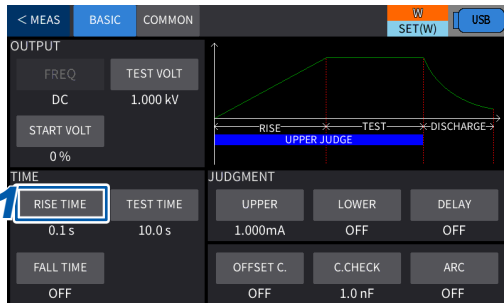 < MEAS BASIC COMMON W SET(W) USB
OUTPUT
FREQ TEST VOLT
DC 1.000 kV
START VOLT
0 %
RISE TEST DISCHARGE
UPPER JUDGE
TIME
1 RISE TIME TEST TIME
0.1 s 10.0 s
FALL TIME
OFF
JUDGMENT
UPPER LOWER DELAY
1.000mA OFF OFF
OFFSET C. C.CHECK ARC
OFF 1.0 nF OFF